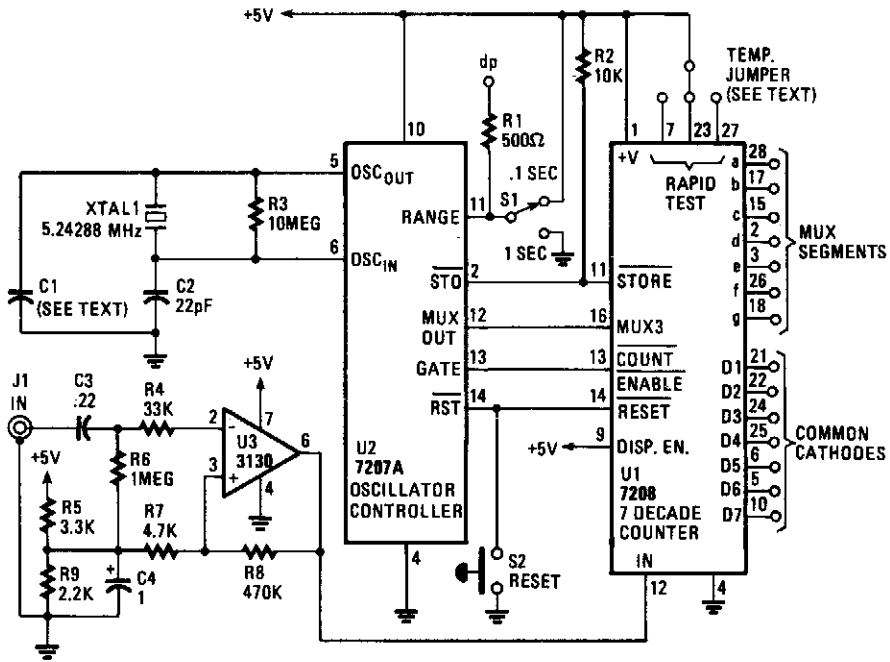 +5V
R2
10K
dp
R1
500Ω
TEMP.
JUMPER
(SEE TEXT)
10
1
7
23
27
5
OSCOUT
XTAL1
5.24288 MHz
R3
10MEG
6
OSCIN
C1
(SEE TEXT)
C2
22pF
RANGE
11
S1
.1 SEC
1 SEC
STO
2
MUX
OUT
12
GATE
13
RST
14
U2
7207A
OSCILLATOR
CONTROLLER
4
+V
RAPID
TEST
11
STORE
16
MUX3
13
COUNT
ENABLE
14
RESET
+5V
9
DISP. EN.
U1
7208
7 DECADE
COUNTER
IN
12
4
a
28
b
17
c
15
d
2
e
3
f
26
g
18
MUX
SEGMENTS
D1
21
D2
22
D3
24
D4
25
D5
6
D6
5
D7
10
COMMON
CATHODES
J1
IN
C3
.22
R4
33K
+5V
2
-
7
U3
3130
6
3
+
4
R6
1MEG
+5V
R5
3.3K
R7
4.7K
R8
470K
R9
2.2K
+
C4
1
S2
RESET